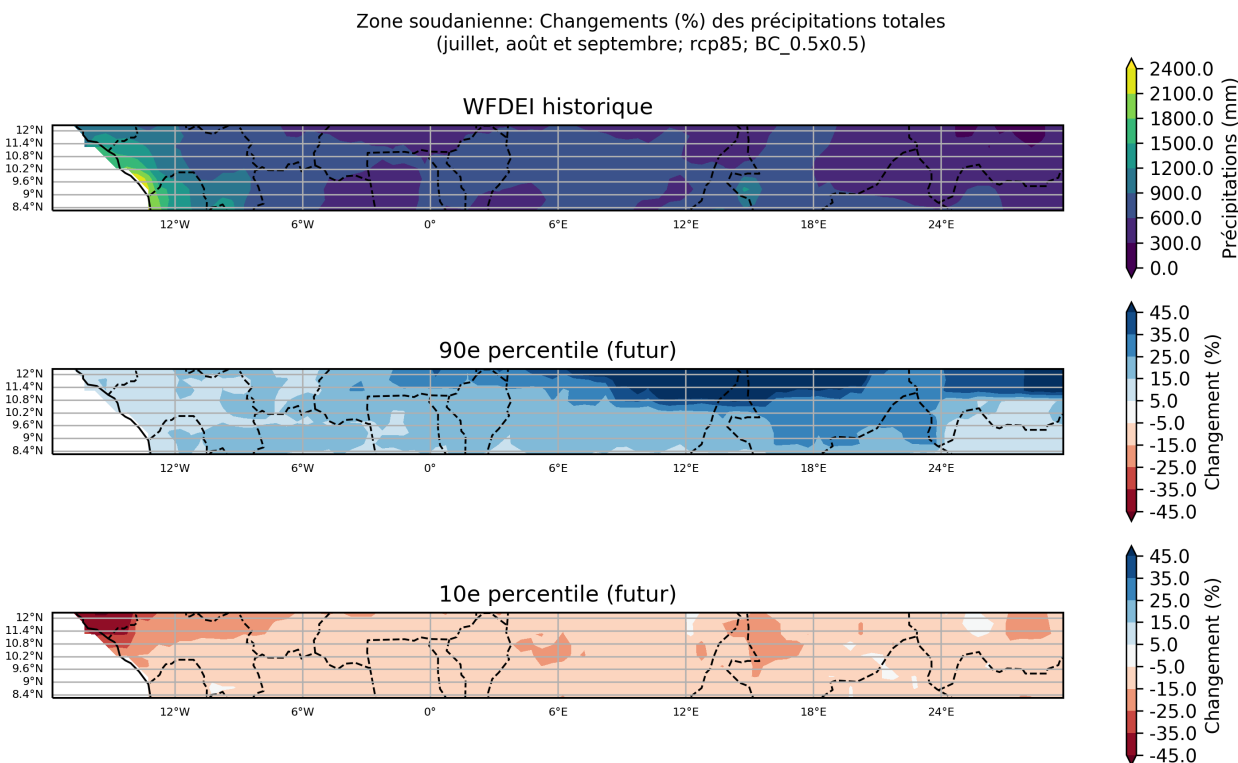 Zone soudanienne: Changements (%) des précipitations totales
(juillet, août et septembre; rcp85; BC_0.5x0.5)
WFDEI historique
12°N
11.4°N
10.8°N
10.2°N
9.6°N
9°N
8.4°N
12°W 6°W 0° 6°E 12°E 18°E 24°E
2400.0
2100.0
1800.0
1500.0
1200.0
900.0
600.0
300.0
0.0
Précipitations (mm)
90e percentile (futur)
12°N
11.4°N
10.8°N
10.2°N
9.6°N
9°N
8.4°N
12°W 6°W 0° 6°E 12°E 18°E 24°E
45.0
35.0
25.0
15.0
5.0
-5.0
-15.0
-25.0
-35.0
-45.0
Changement (%)
10e percentile (futur)
12°N
11.4°N
10.8°N
10.2°N
9.6°N
9°N
8.4°N
12°W 6°W 0° 6°E 12°E 18°E 24°E
45.0
35.0
25.0
15.0
5.0
-5.0
-15.0
-25.0
-35.0
-45.0
Changement (%)